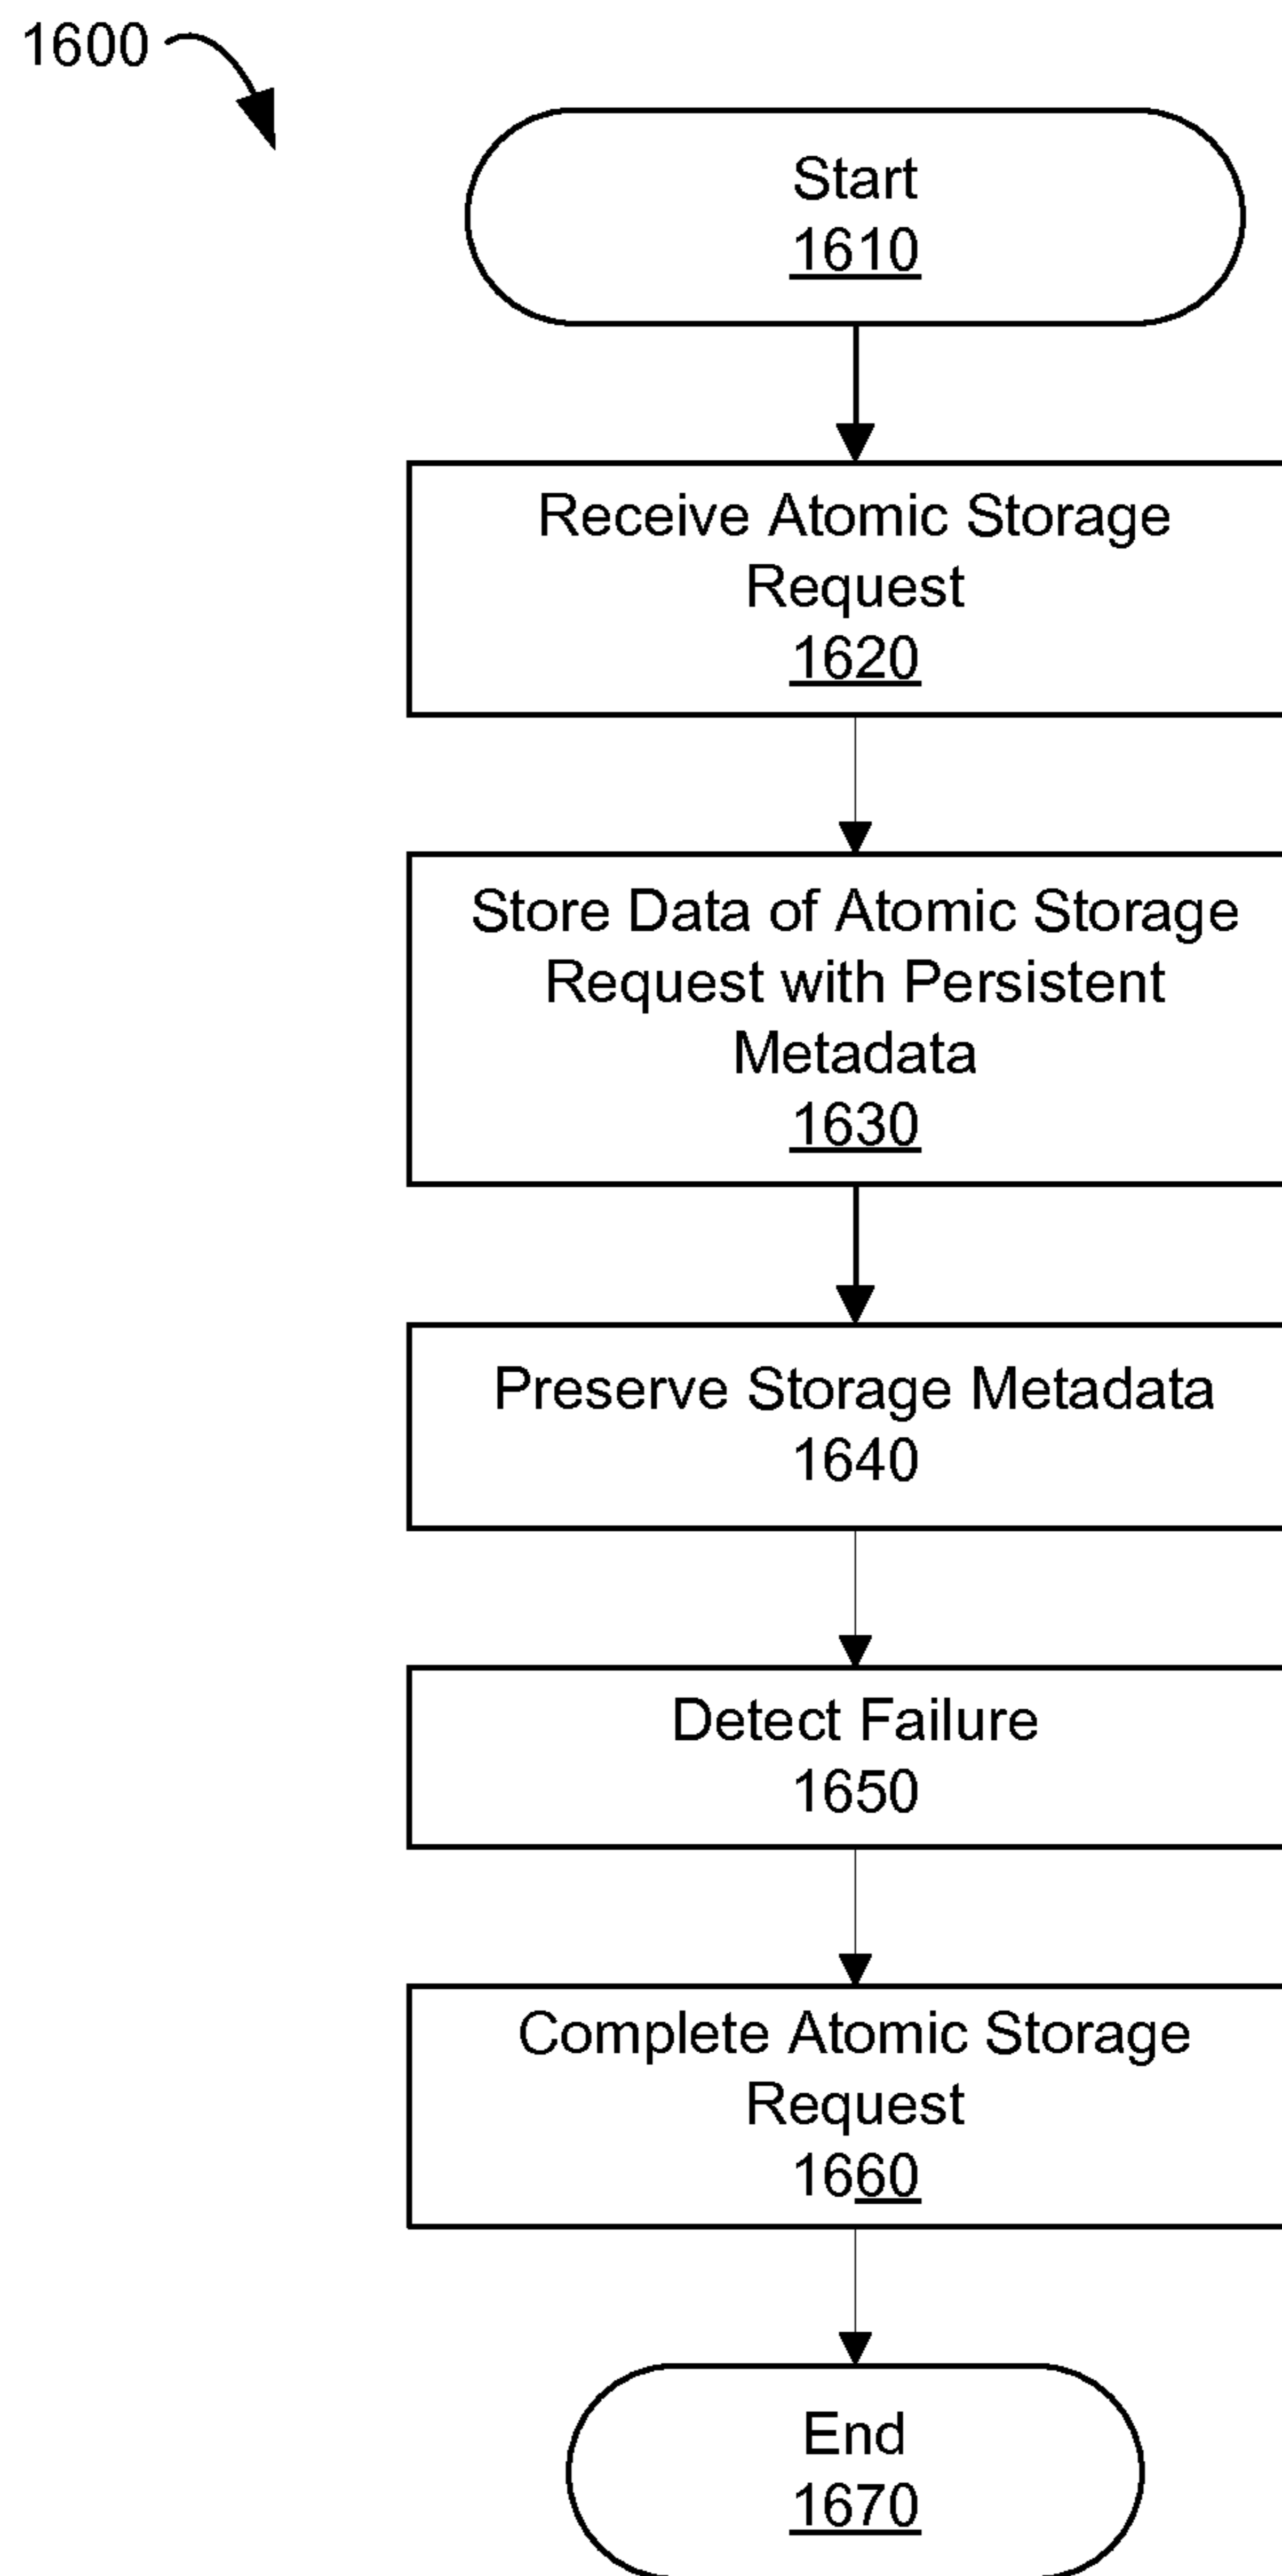 1600
Start
1610
Receive Atomic Storage
Request
1620
Store Data of Atomic Storage
Request with Persistent
Metadata
1630
Preserve Storage Metadata
1640
Detect Failure
1650
Complete Atomic Storage
Request
1660
End
1670